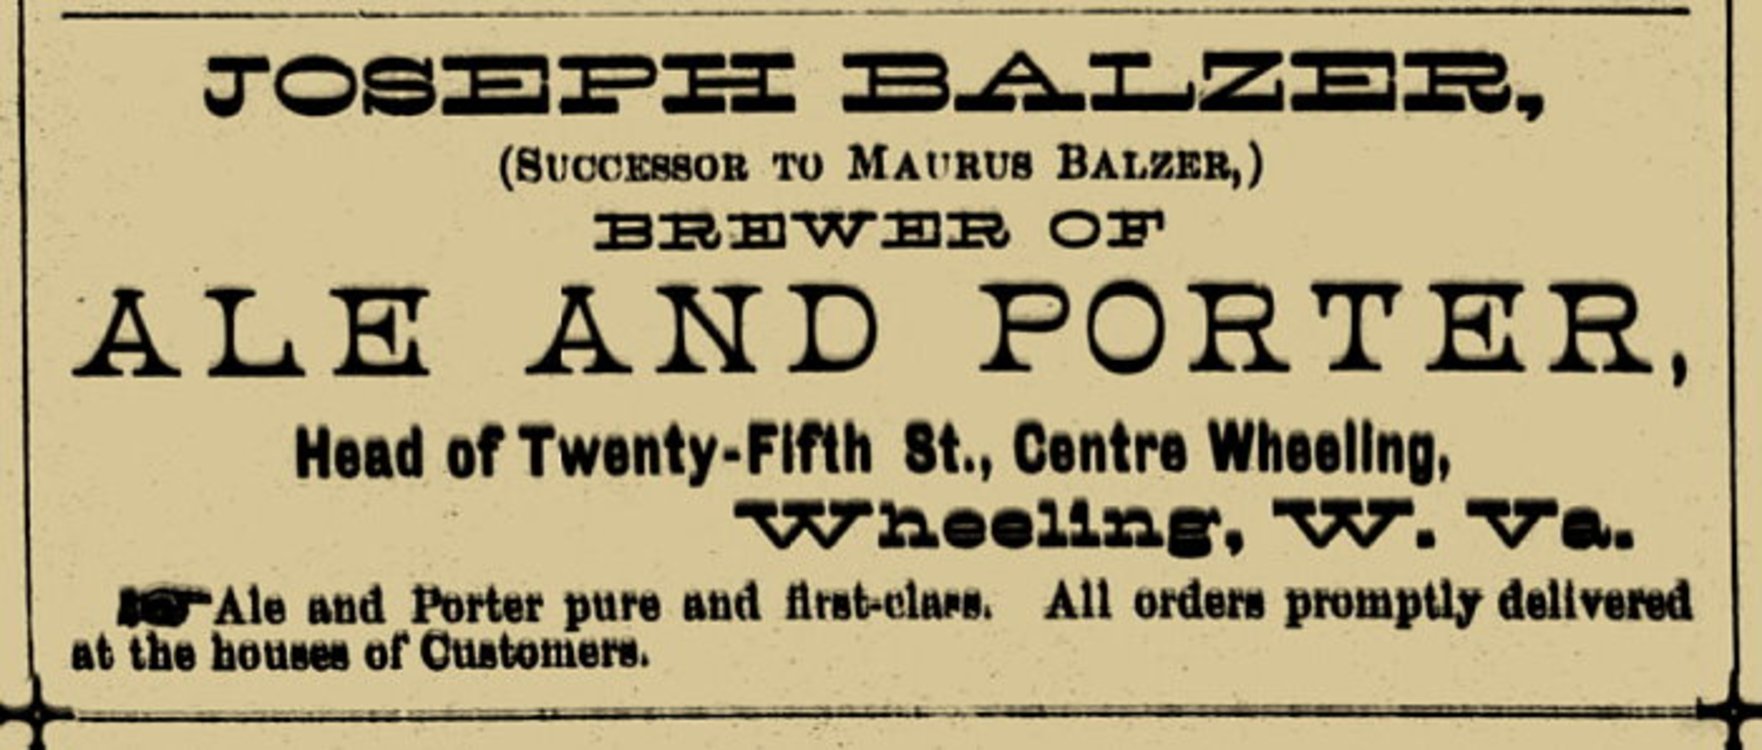 JOSEPH BALZER,
(SUCCESSOR TO MAURUS BALZER,)
BREWER OF
ALE AND PORTER,
Head of Twenty-Fifth St., Centre Wheeling,
Wheeling, W. Va.
☛Ale and Porter pure and first-class. All orders promptly delivered
at the houses of Customers.